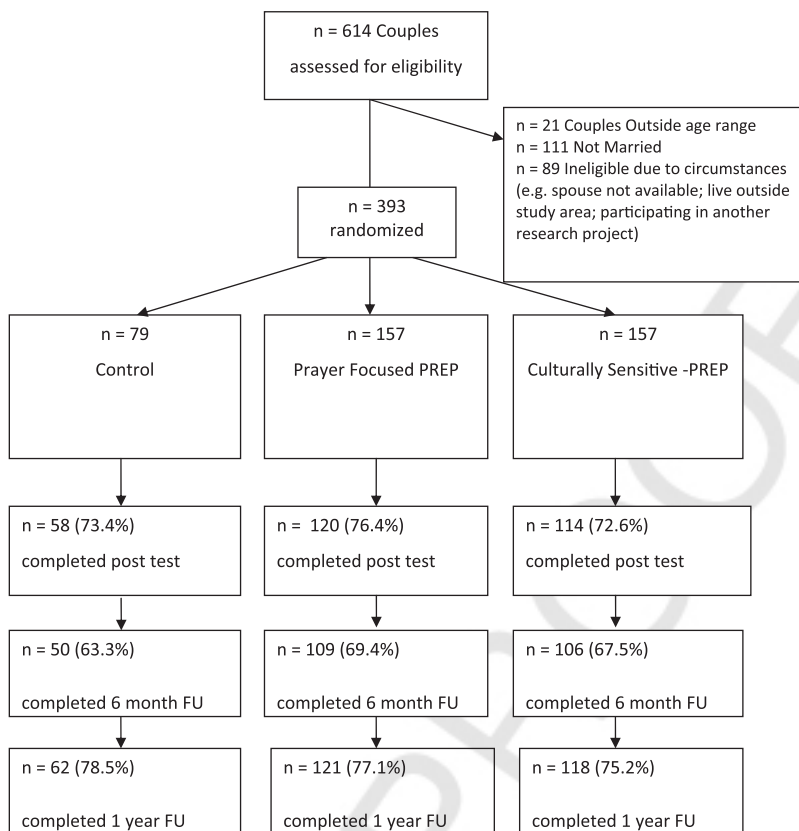 n = 614 Couples
assessed for eligibility
n = 21 Couples Outside age range
n = 111 Not Married
n = 89 Ineligible due to circumstances
(e.g. spouse not available; live outside
study area; participating in another
research project)
n = 393
randomized
n = 79
Control
n = 157
Prayer Focused PREP
n = 157
Culturally Sensitive -PREP
n = 58 (73.4%)
completed post test
n = 120 (76.4%)
completed post test
n = 114 (72.6%)
completed post test
n = 50 (63.3%)
completed 6 month FU
n = 109 (69.4%)
completed 6 month FU
n = 106 (67.5%)
completed 6 month FU
n = 62 (78.5%)
completed 1 year FU
n = 121 (77.1%)
completed 1 year FU
n = 118 (75.2%)
completed 1 year FU